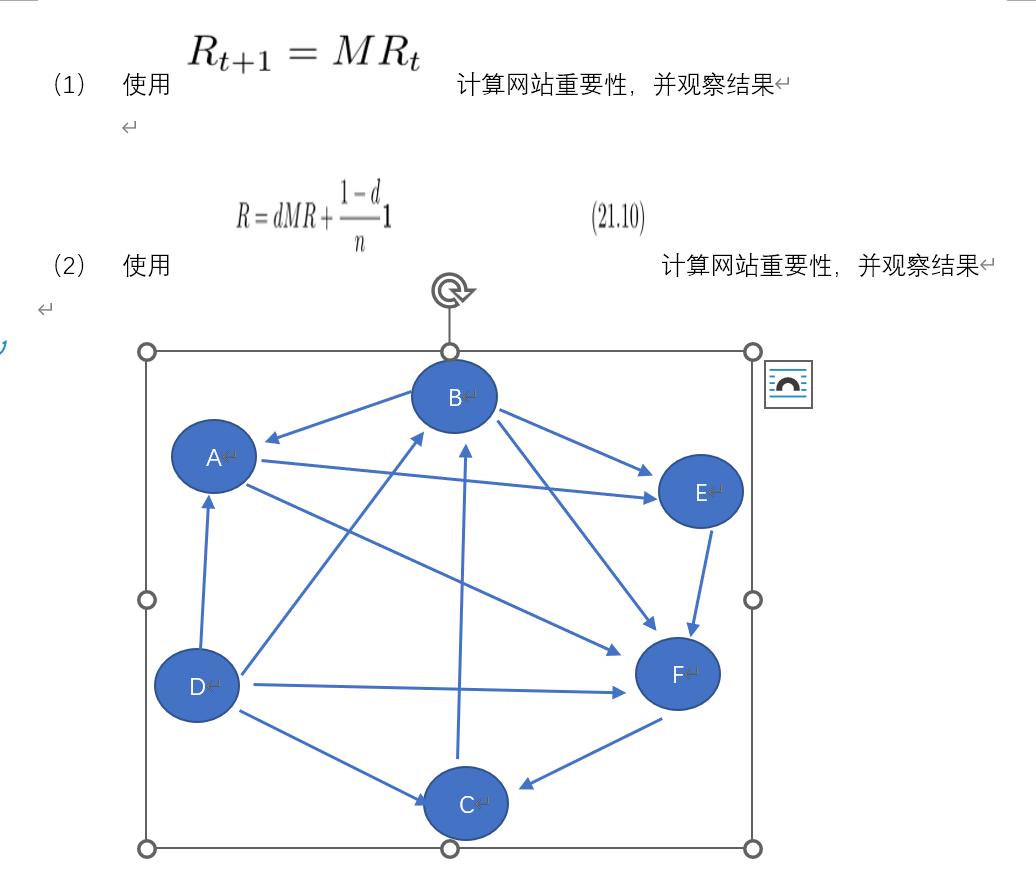 R_{t+1} = MR_t
（1） 使用 计算网站重要性，并观察结果↵
↵
R = dMR + \frac{1-d}{n}1 (21.10)
（2） 使用 计算网站重要性，并观察结果↵
↵
B↵
A↵
E↵
F↵
D↵
C↵